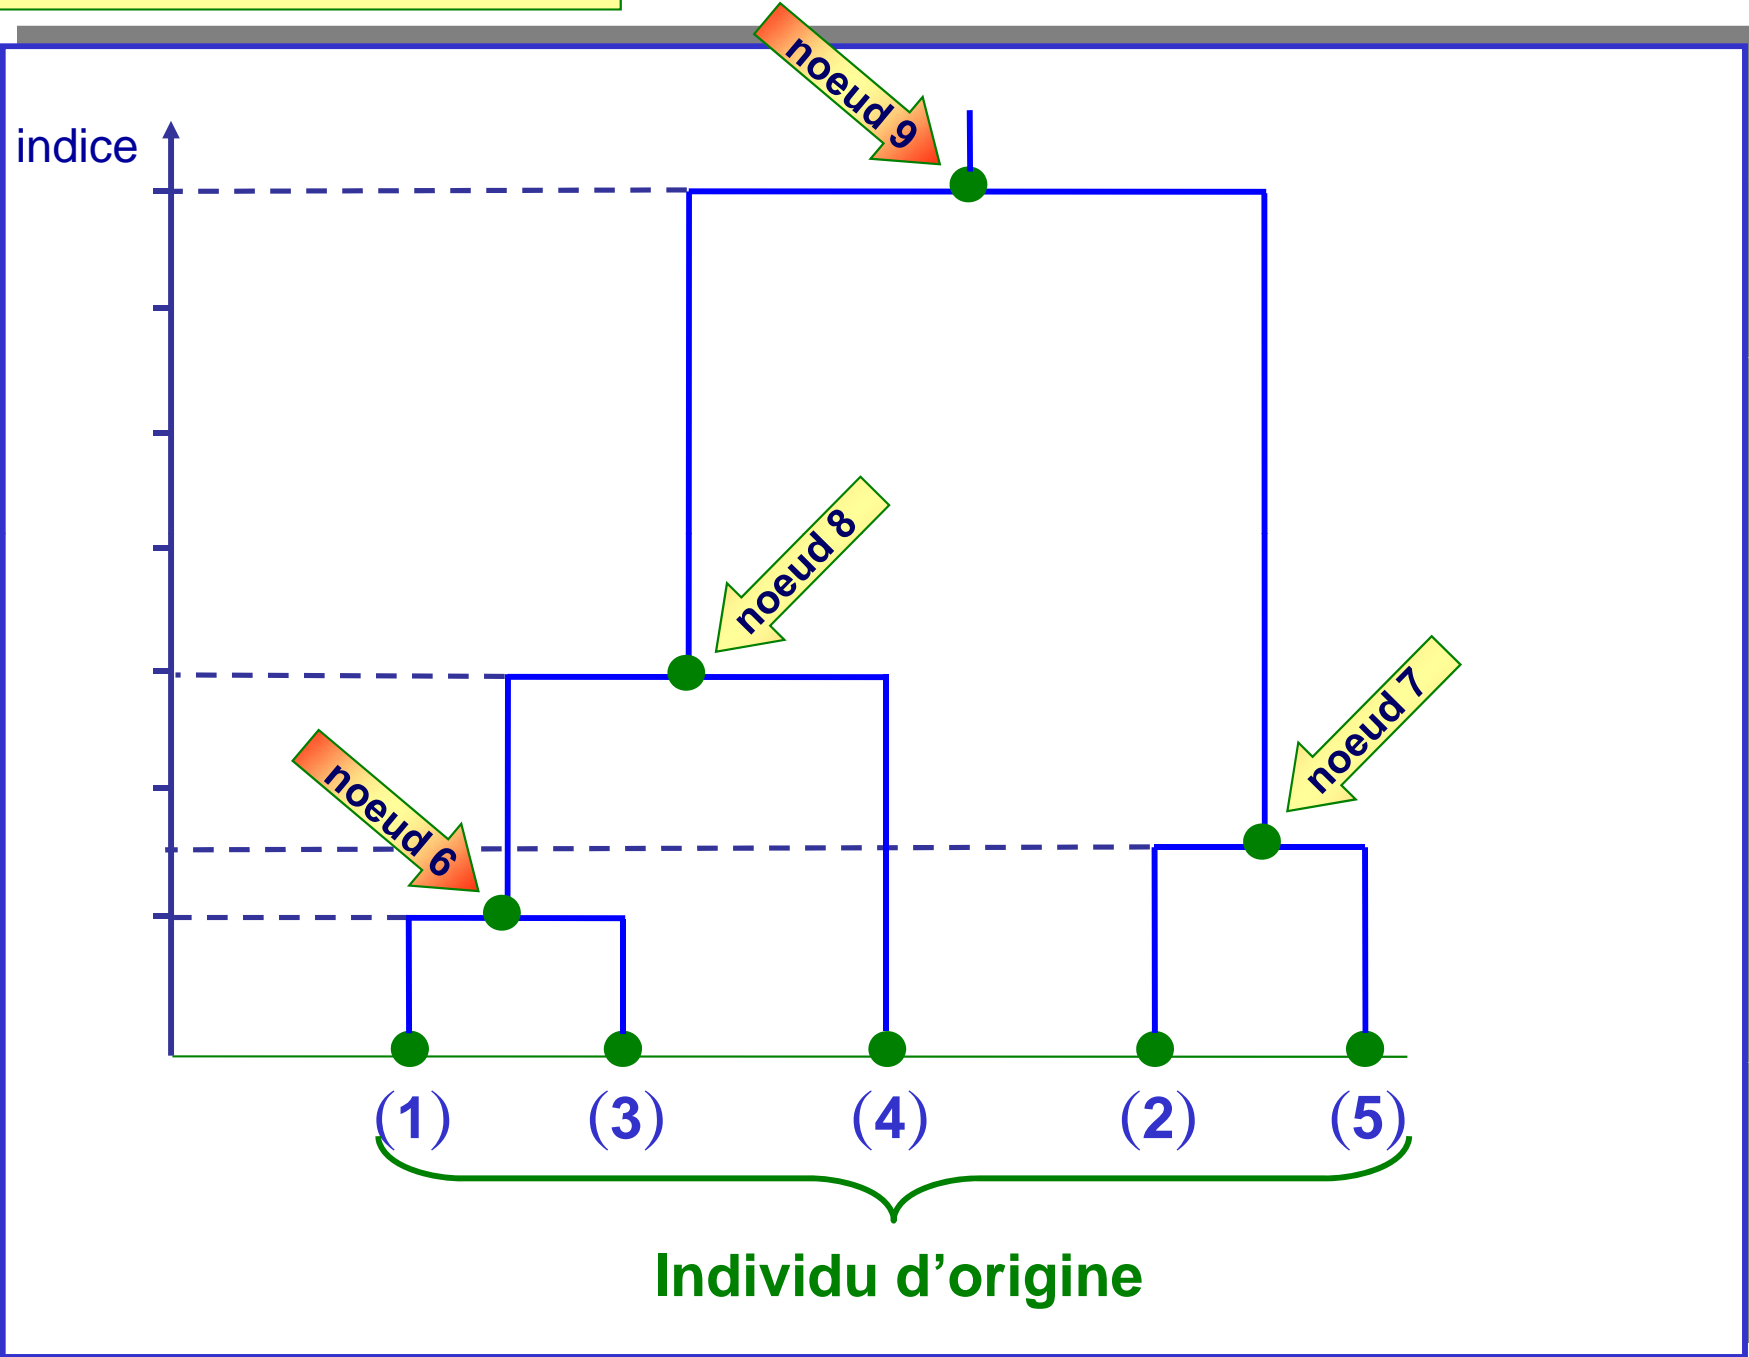 noeud 9
indice
noeud 8
noeud 7
noeud 6
(1) (3) (4) (2) (5)
Individu d’origine